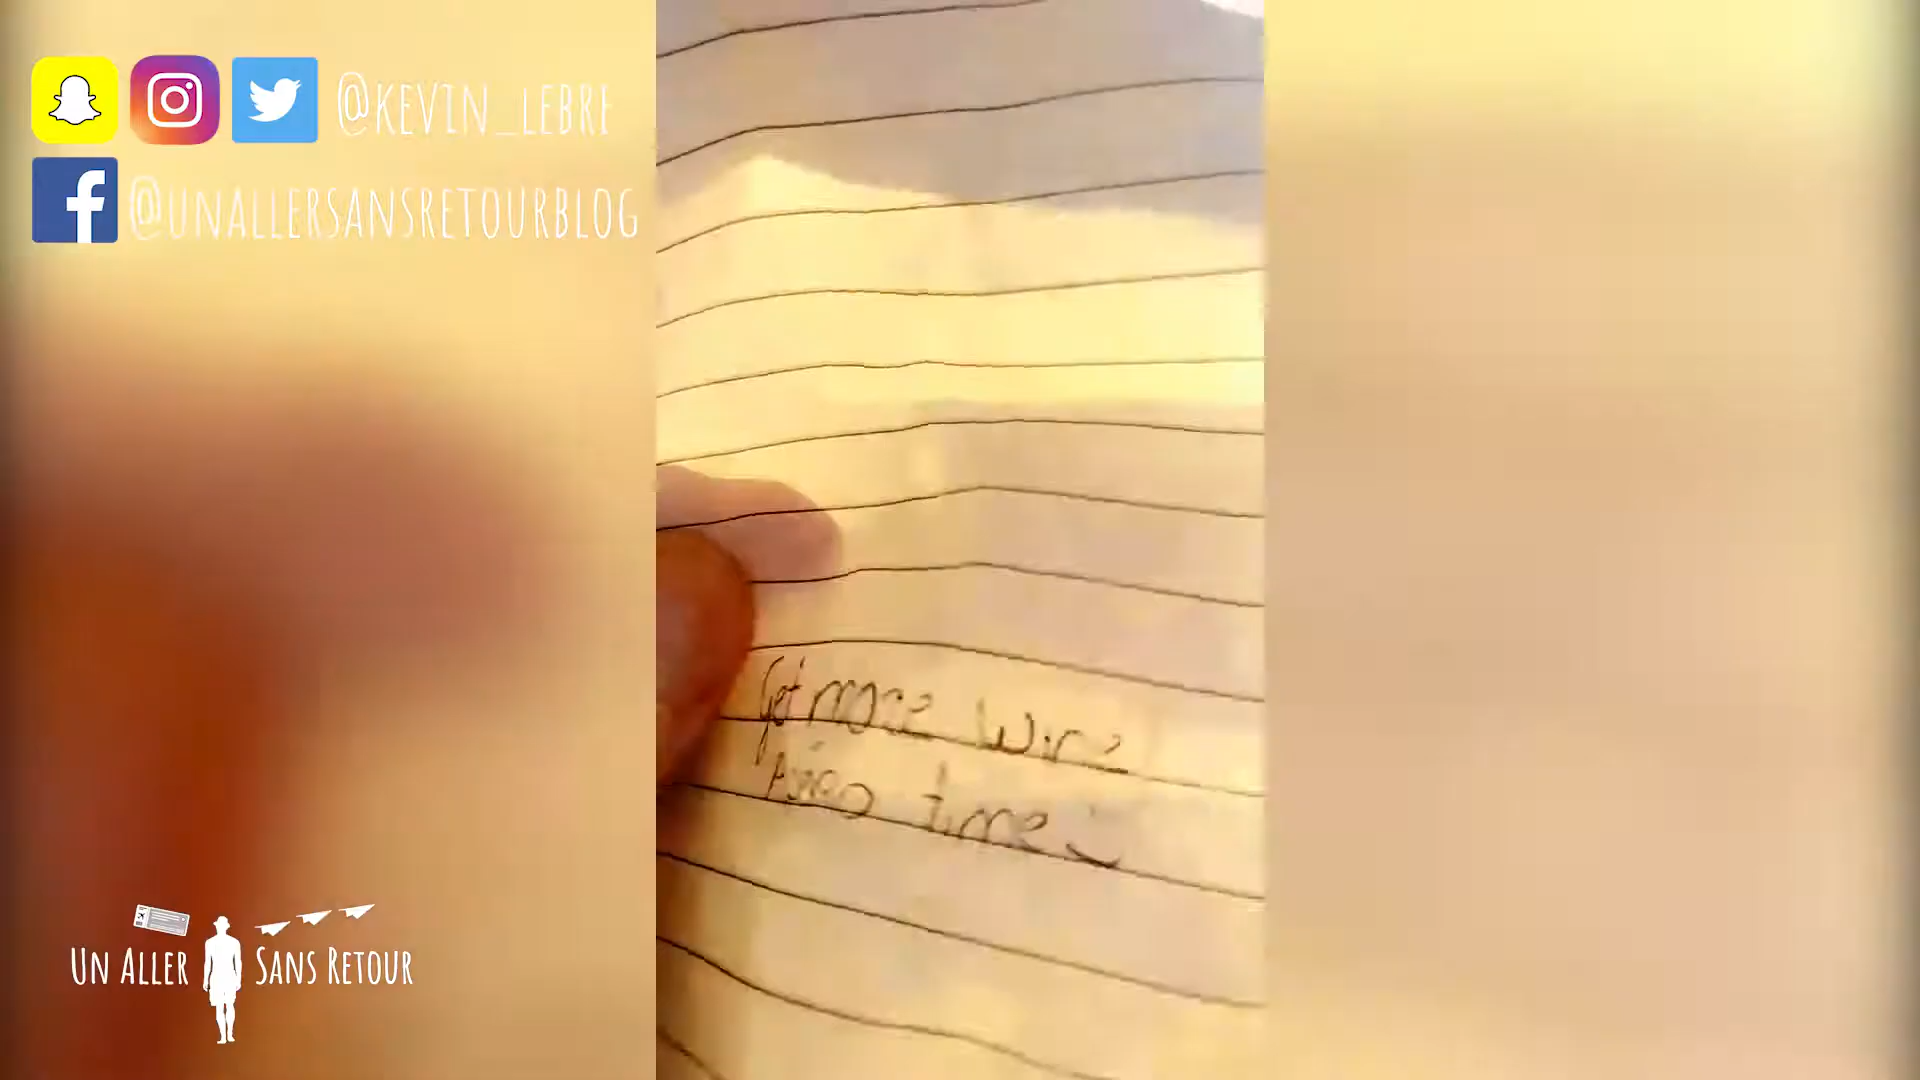 @KEVIN_LEBRE
@UNALLERSANSRETOURBLOG
Get more wine
time
UN ALLER SANS RETOUR